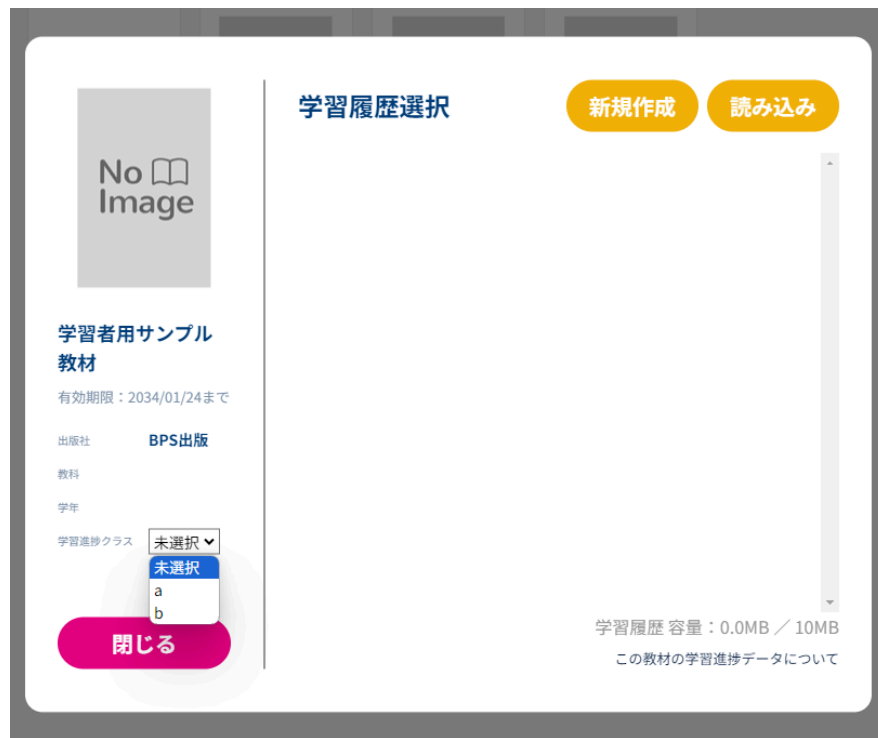 No Image
学習者用サンプル
教材
有効期限：2034/01/24まで
出版社 BPS出版
教科
学年
学習進捗クラス 未選択
未選択
a
b
閉じる
学習履歴選択
新規作成
読み込み
学習履歴 容量：0.0MB ／ 10MB
この教材の学習進捗データについて